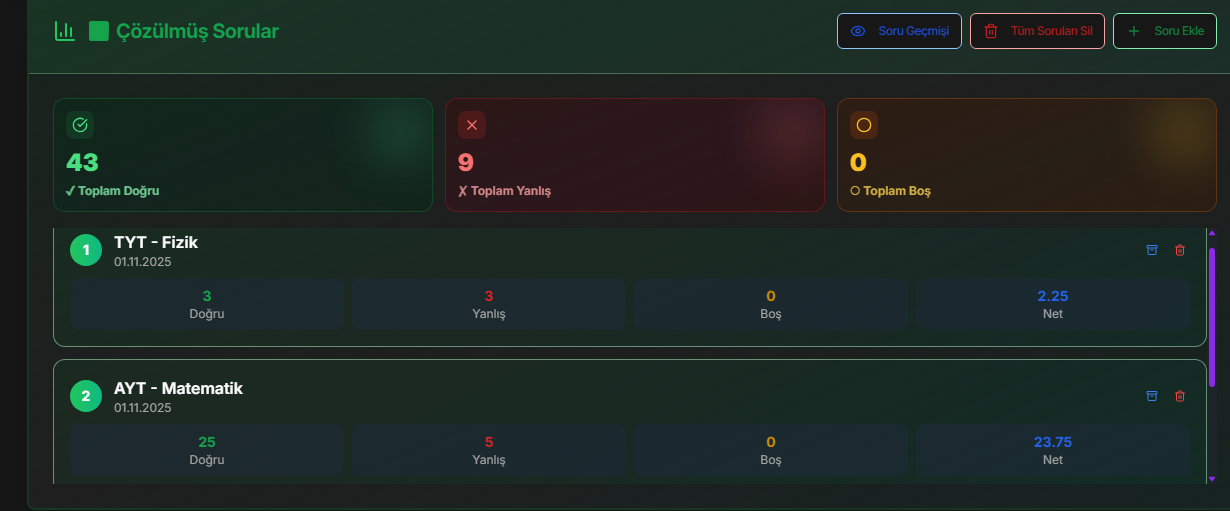 Çözülmüş Sorular
Soru Geçmişi
Tüm Soruları Sil
Soru Ekle
43
✓ Toplam Doğru
9
✗ Toplam Yanlış
0
○ Toplam Boş
1
TYT - Fizik
01.11.2025
3
Doğru
3
Yanlış
0
Boş
2.25
Net
2
AYT - Matematik
01.11.2025
25
Doğru
5
Yanlış
0
Boş
23.75
Net